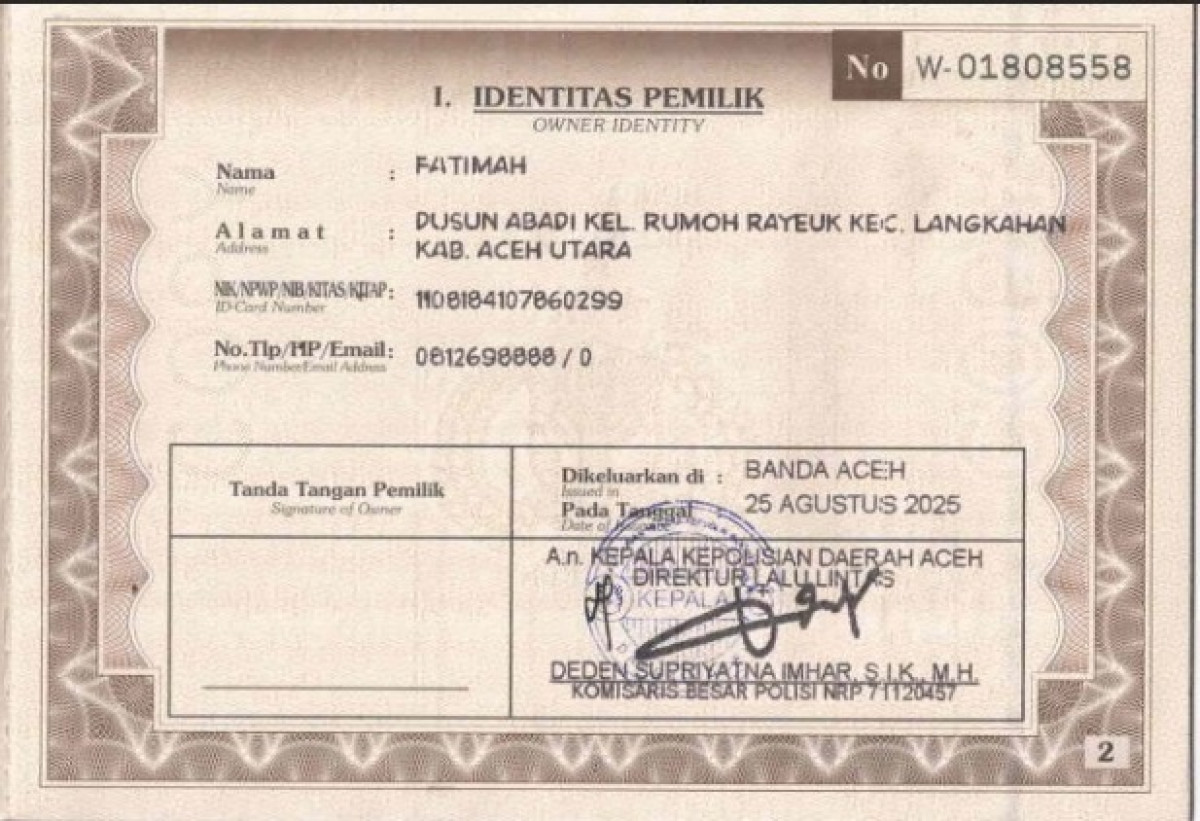 No W-01808558
I. IDENTITAS PEMILIK
OWNER IDENTITY
Nama : FATIMAH
Name
Alamat : DUSUN ABADI KEL. RUMOH RAYEUK KEC. LANGKAHAN
Address
KAB. ACEH UTARA
NIK/NPWP/NIB/KITAS/KITAP : 1108184107860299
ID Card Number
No.Tlp/HP/Email : 0812698888 / 0
Phone Number/Email Address
Tanda Tangan Pemilik
Signature of Owner
Dikeluarkan di : BANDA ACEH
Issued in
Pada Tanggal 25 AGUSTUS 2025
Date of
A.n. KEPALA KEPOLISIAN DAERAH ACEH
DIREKTUR LALU LINTAS
KEPALA
DEDEN SUPRIYATNA IMHAR, S.I.K., M.H.
KOMISARIS BESAR POLISI NRP 71120457
2